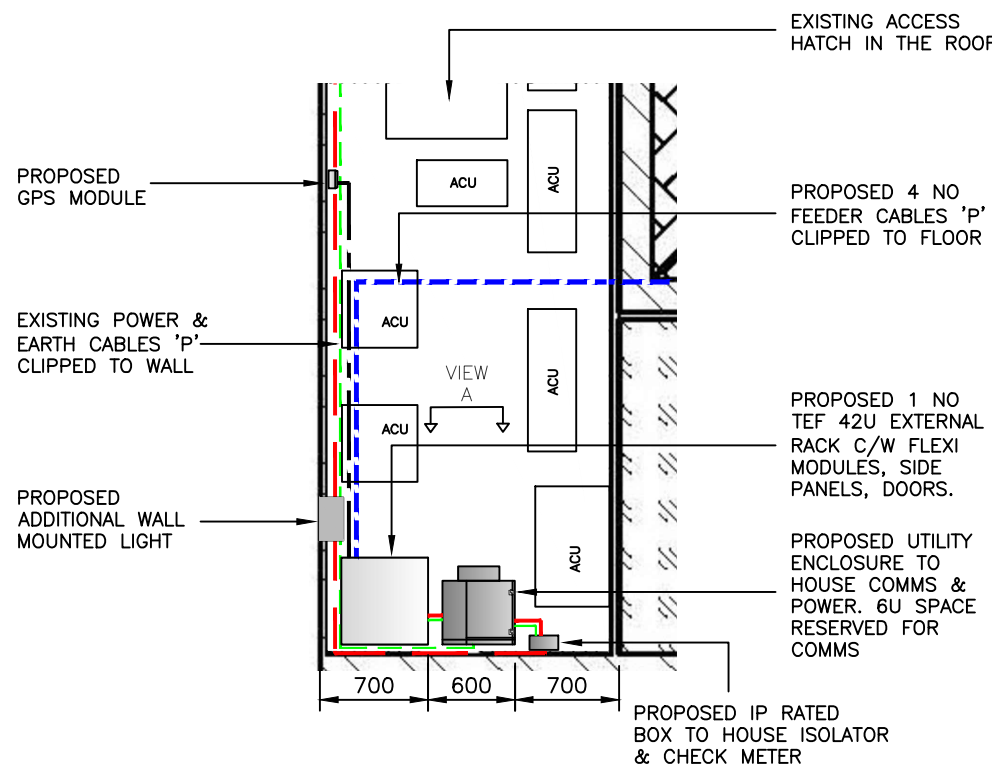 EXISTING ACCESS
HATCH IN THE ROOF
PROPOSED
GPS MODULE
ACU
ACU
PROPOSED 4 NO
FEEDER CABLES 'P'
CLIPPED TO FLOOR
EXISTING POWER &
EARTH CABLES 'P'
CLIPPED TO WALL
ACU
VIEW
A
ACU
ACU
PROPOSED 1 NO
TEF 42U EXTERNAL
RACK C/W FLEXI
MODULES, SIDE
PANELS, DOORS.
PROPOSED
ADDITIONAL WALL
MOUNTED LIGHT
ACU
PROPOSED UTILITY
ENCLOSURE TO
HOUSE COMMS &
POWER. 6U SPACE
RESERVED FOR
COMMS
700
600
700
PROPOSED IP RATED
BOX TO HOUSE ISOLATOR
& CHECK METER